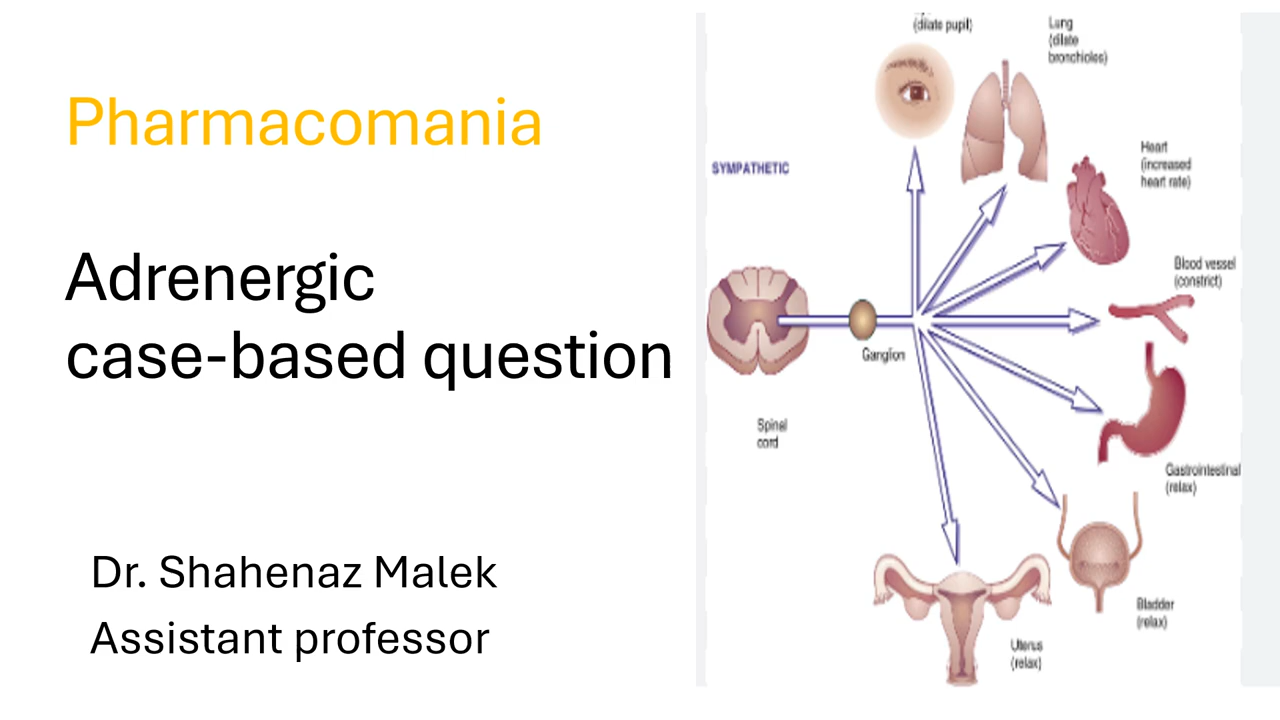 Pharmacomania
Adrenergic
case-based question
Dr. Shahenaz Malek
Assistant professor
(dilate pupil)
Lung
(dilate
bronchioles)
SYMPATHETIC
Heart
(increased
heart rate)
Blood vessel
(constrict)
Ganglion
Spinal
cord
Gastrointestinal
(relax)
Bladder
(relax)
Uterus
(relax)